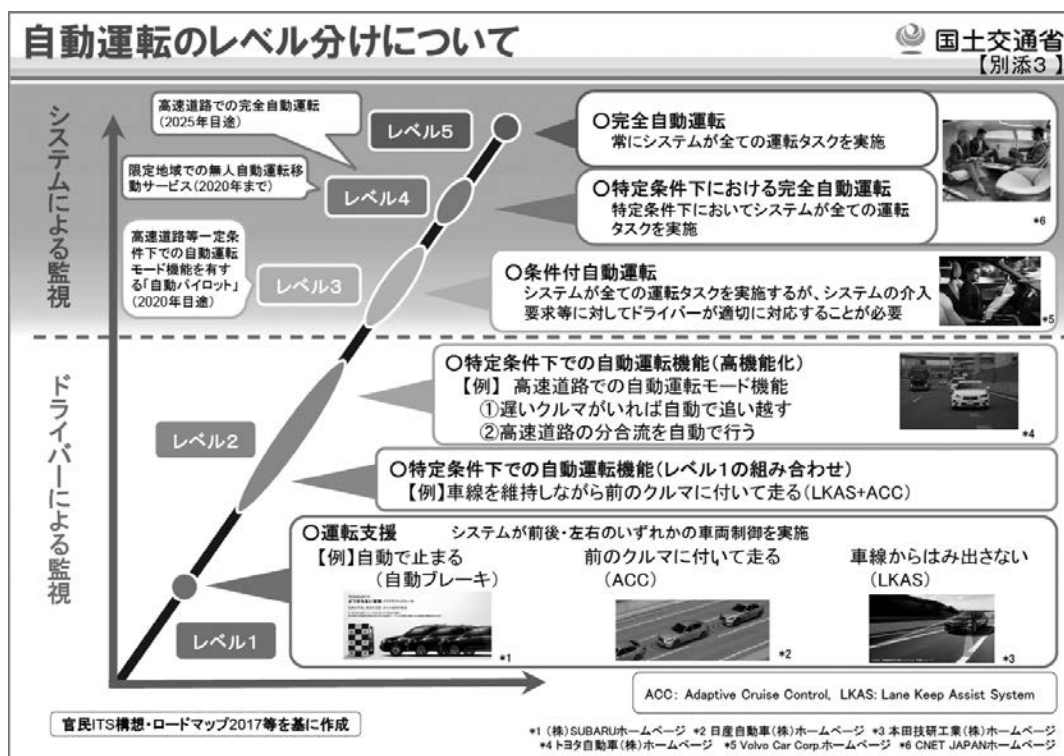 自動運転のレベル分けについて
国土交通省
【別添3】
システムによる監視
ドライバーによる監視
高速道路での完全自動運転
(2025年目途)
限定地域での無人自動運転移
動サービス(2020年まで)
高速道路等一定条
件下での自動運転
モード機能を有す
る「自動パイロット」
(2020年目途)
レベル5
レベル4
レベル3
レベル2
レベル1
○完全自動運転
常にシステムが全ての運転タスクを実施
○特定条件下における完全自動運転
特定条件下においてシステムが全ての運転
タスクを実施
*6
○条件付自動運転
システムが全ての運転タスクを実施するが、システムの介入
要求等に対してドライバーが適切に対応することが必要
*5
○特定条件下での自動運転機能(高機能化)
【例】 高速道路での自動運転モード機能
①遅いクルマがいれば自動で追い越す
②高速道路の分合流を自動で行う
*4
○特定条件下での自動運転機能(レベル1の組み合わせ)
【例】車線を維持しながら前のクルマに付いて走る(LKAS+ACC)
○運転支援 システムが前後・左右のいずれかの車両制御を実施
【例】自動で止まる
(自動ブレーキ)
*1
前のクルマに付いて走る
(ACC)
*2
車線からはみ出さない
(LKAS)
*3
ACC: Adaptive Cruise Control, LKAS: Lane Keep Assist System
官民ITS構想・ロードマップ2017等を基に作成
*1 (株)SUBARUホームページ *2 日産自動車(株)ホームページ *3 本田技研工業(株)ホームページ
*4 トヨタ自動車(株)ホームページ *5 Volvo Car Corp.ホームページ *6 CNET JAPANホームページ